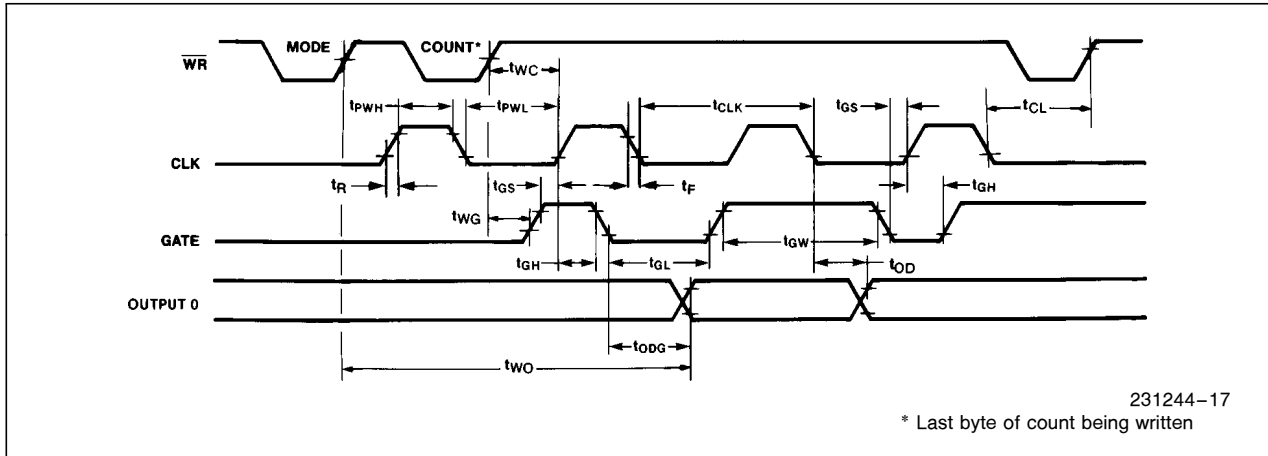 MODE COUNT*
WR
tWC
tPWH tPWL tCLK tGS tCL
CLK
tR tGS tF tGH
tWG
GATE
tGH tGL tGW
tOD
OUTPUT 0
tODG
tWO
231244–17
* Last byte of count being written